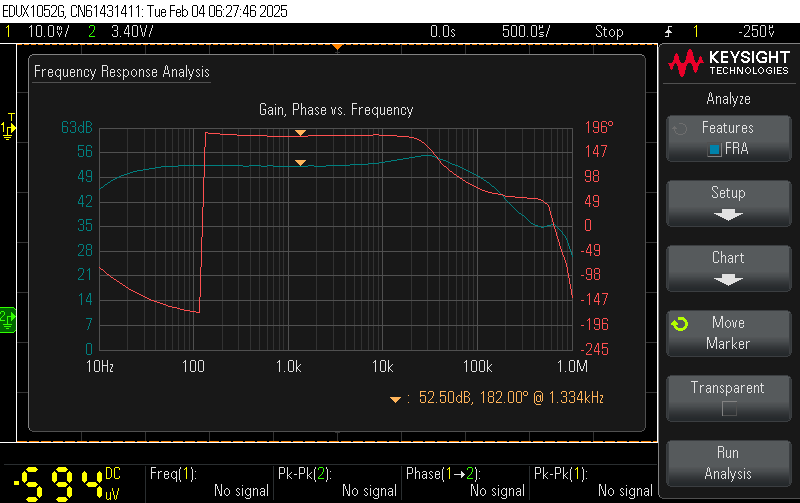 EDUX1052G, CN61431411: Tue Feb 04 06:27:46 2025
1 10.0♈/ 2 3.40V/ 0.0s 500.0s/ Stop 1 -250♈
Frequency Response Analysis
Gain, Phase vs. Frequency
63dB
56
49
42
35
28
21
14
7
0
196°
147
98
49
0
-49
-98
-147
-196
-245
10Hz 100 1.0k 10k 100k 1.0M
: 52.50dB, 182.00° @ 1.334kHz
KEYSIGHT
TECHNOLOGIES
Analyze
Features
FRA
Setup
Chart
Move
Marker
Transparent
Run
Analysis
T
1
2
-594 DC
uV
Freq(1):
No signal
Pk-Pk(2):
No signal
Phase(1→2):
No signal
Pk-Pk(1):
No signal